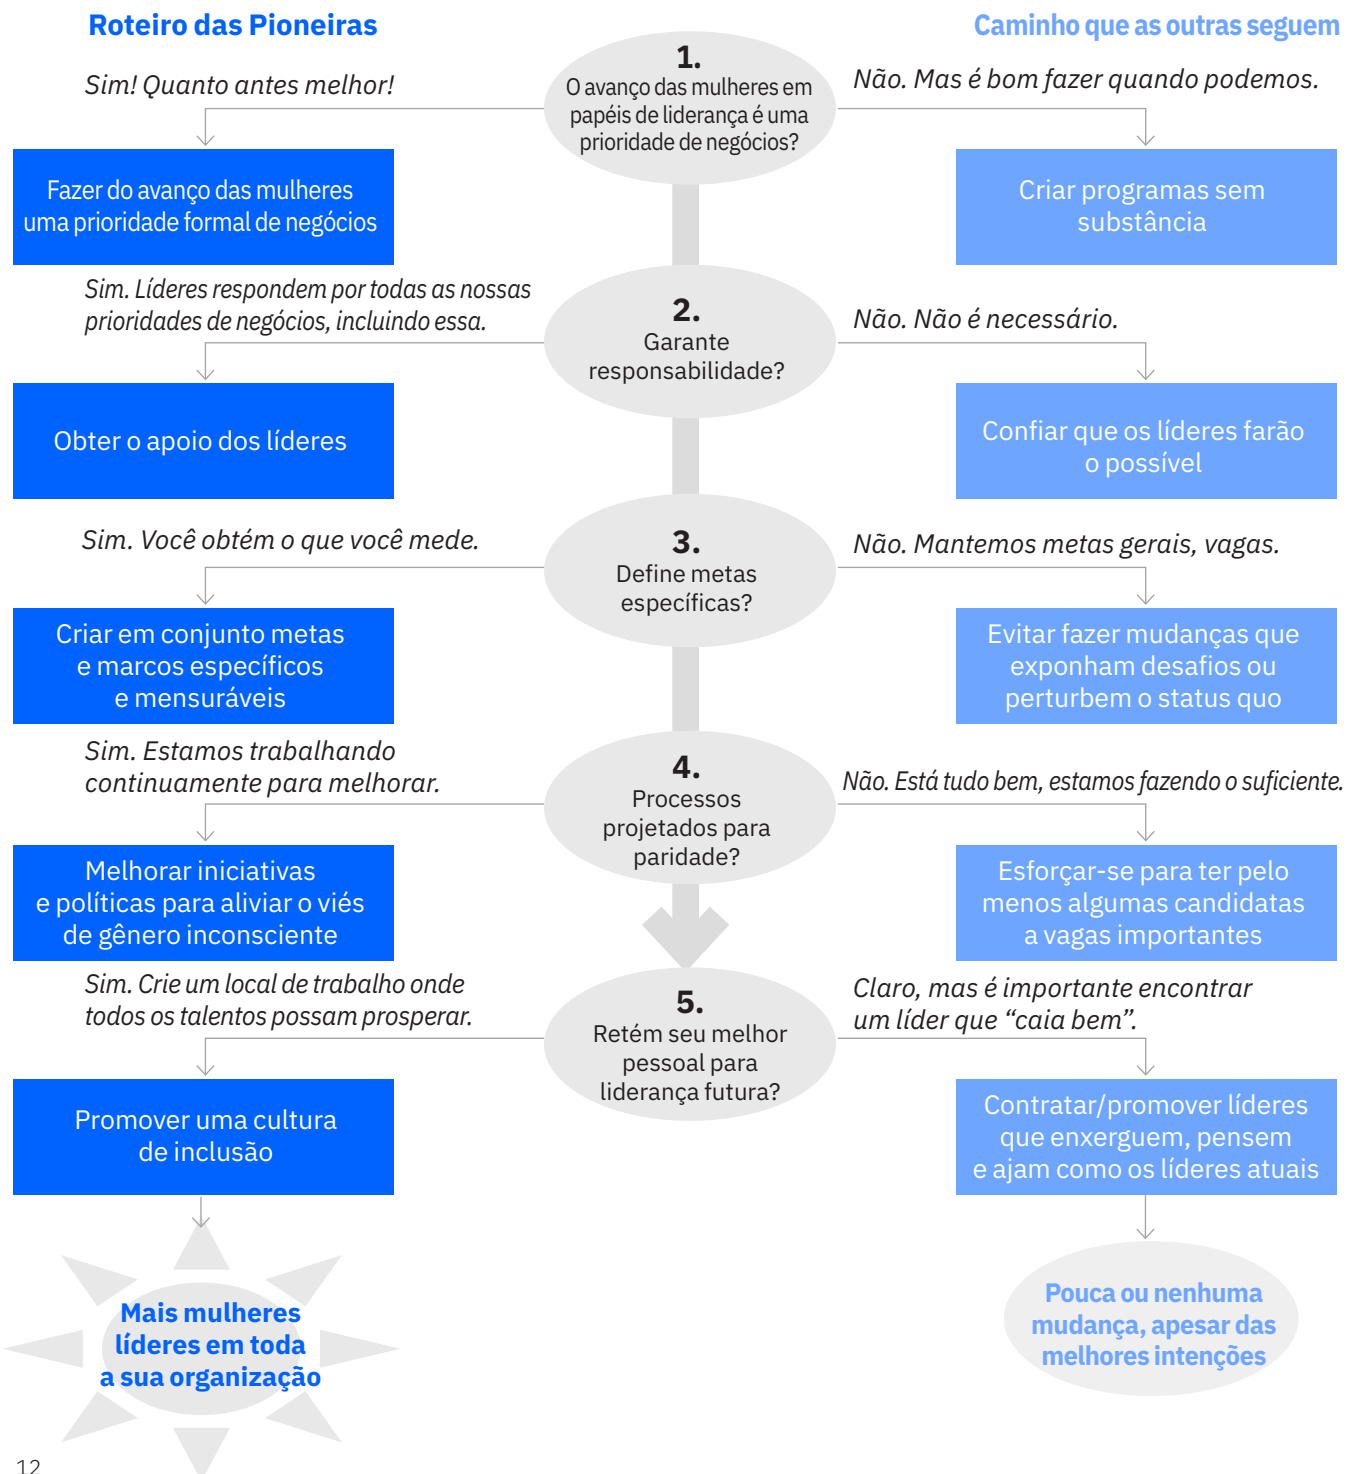 Roteiro das Pioneiras
Caminho que as outras seguem
1.
O avanço das mulheres em
papéis de liderança é uma
prioridade de negócios?
Sim! Quanto antes melhor!
Não. Mas é bom fazer quando podemos.
Fazer do avanço das mulheres
uma prioridade formal de negócios
Criar programas sem
substância
2.
Garante
responsabilidade?
Sim. Líderes respondem por todas as nossas
prioridades de negócios, incluindo essa.
Não. Não é necessário.
Obter o apoio dos líderes
Confiar que os líderes farão
o possível
3.
Define metas
específicas?
Sim. Você obtém o que você mede.
Não. Mantemos metas gerais, vagas.
Criar em conjunto metas
e marcos específicos
e mensuráveis
Evitar fazer mudanças que
exponham desafios ou
perturbem o status quo
4.
Processos
projetados para
paridade?
Sim. Estamos trabalhando
continuamente para melhorar.
Não. Está tudo bem, estamos fazendo o suficiente.
Melhorar iniciativas
e políticas para aliviar o viés
de gênero inconsciente
Esforçar-se para ter pelo
menos algumas candidatas
a vagas importantes
5.
Retém seu melhor
pessoal para
liderança futura?
Sim. Crie um local de trabalho onde
todos os talentos possam prosperar.
Claro, mas é importante encontrar
um líder que “caia bem”.
Promover uma cultura
de inclusão
Contratar/promover líderes
que enxerguem, pensem
e ajam como os líderes atuais
Mais mulheres
líderes em toda
a sua organização
Pouca ou nenhuma
mudança, apesar das
melhores intenções
12